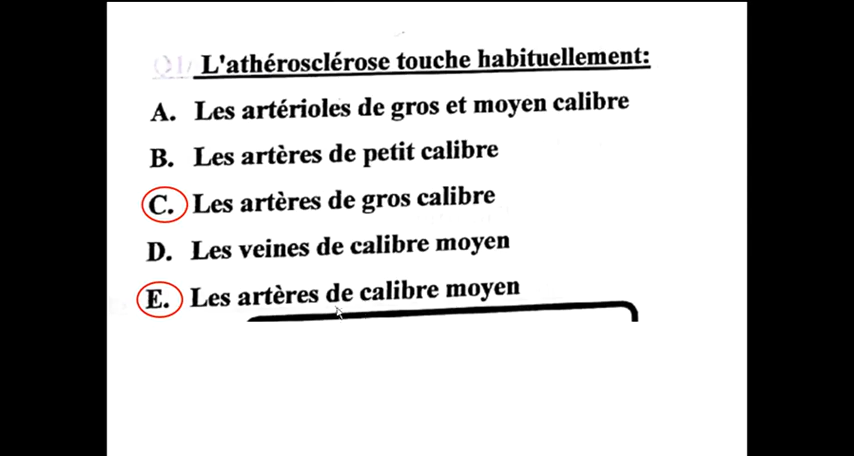 Q1/ L'athérosclérose touche habituellement:
A. Les artérioles de gros et moyen calibre
B. Les artères de petit calibre
C. Les artères de gros calibre
D. Les veines de calibre moyen
E. Les artères de calibre moyen